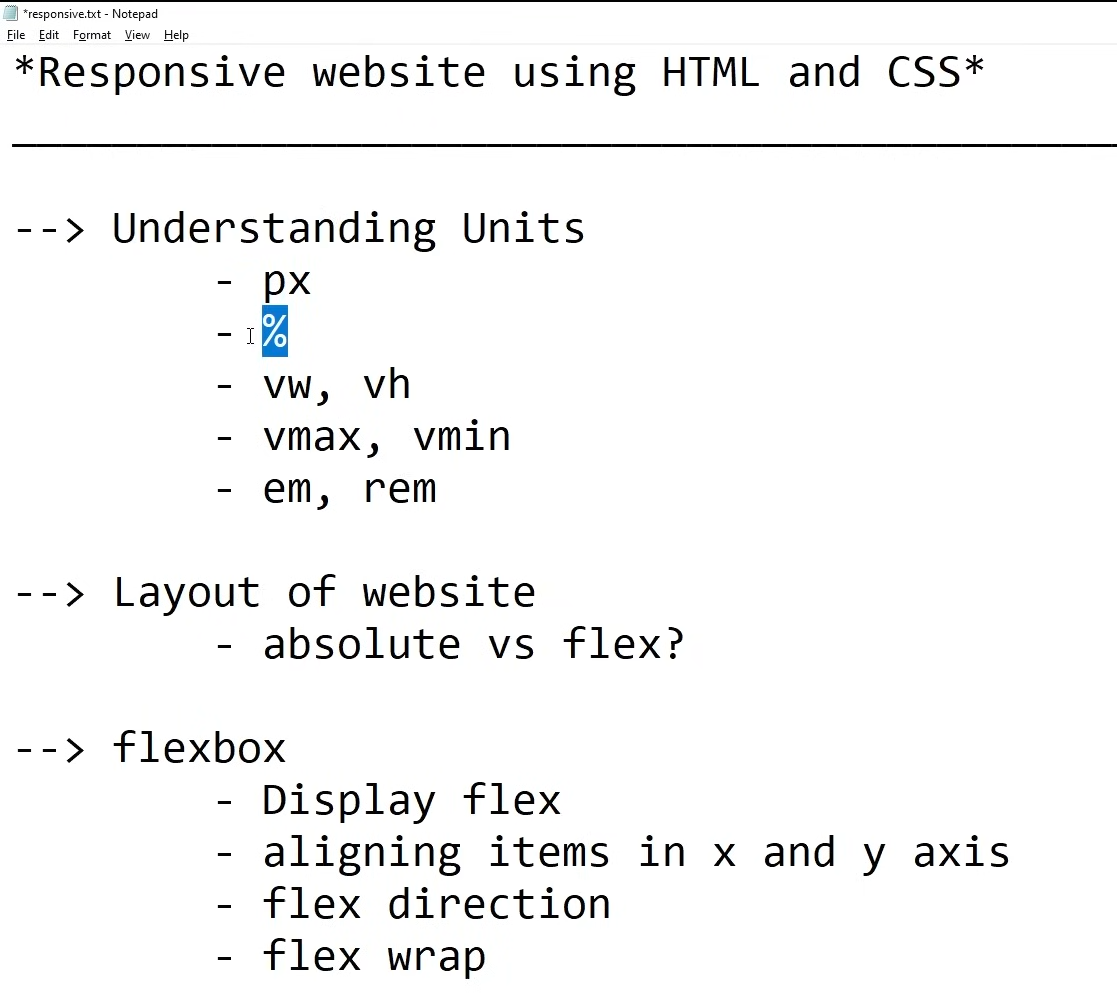 *responsive.txt - Notepad
File Edit Format View Help
*Responsive website using HTML and CSS*
--> Understanding Units
- px
- %
- vw, vh
- vmax, vmin
- em, rem
--> Layout of website
- absolute vs flex?
--> flexbox
- Display flex
- aligning items in x and y axis
- flex direction
- flex wrap